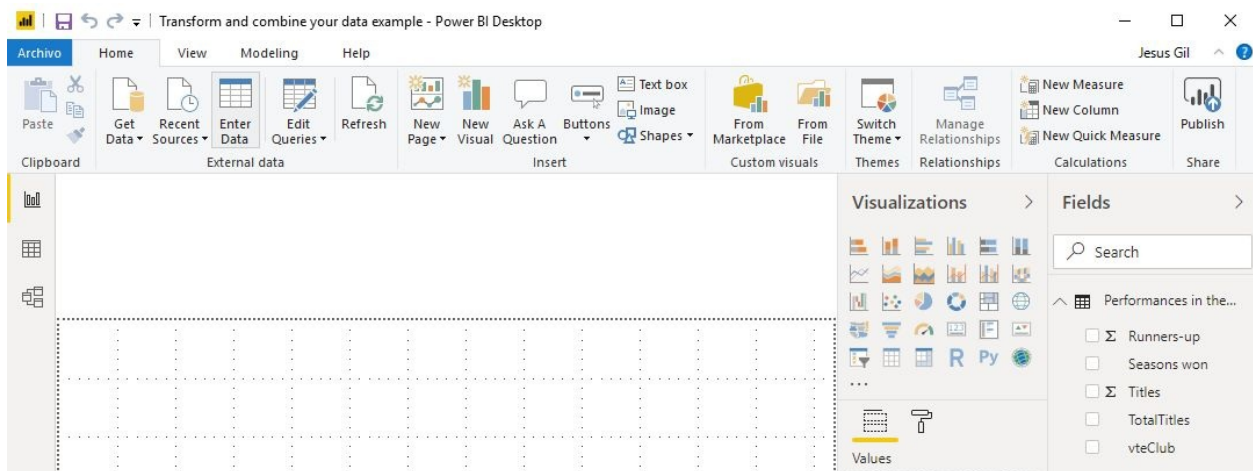 Transform and combine your data example - Power BI Desktop
Archivo Home View Modeling Help Jesus Gil
Paste
Clipboard
Get Data
Recent Sources
Enter Data
Edit Queries
Refresh
External data
New Page
New Visual
Ask A Question
Buttons
Text box
Image
Shapes
Insert
From Marketplace
From File
Custom visuals
Switch Theme
Themes
Manage Relationships
Relationships
New Measure
New Column
New Quick Measure
Calculations
Publish
Share
Visualizations
R Py
...
Values
Fields
Search
Performances in the...
Σ Runners-up
Seasons won
Σ Titles
TotalTitles
vteClub